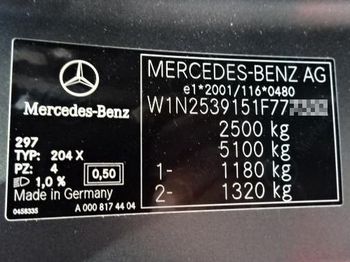 MERCEDES-BENZ AG
e1*2001/116*0480
W1N2539151F77
2500 kg
5100 kg
1- 1180 kg
2- 1320 kg
Mercedes-Benz
297
TYP: 204 X
PZ: 4
1,0 % 0,50
Made in Germany
0458335 A 000 817 44 04